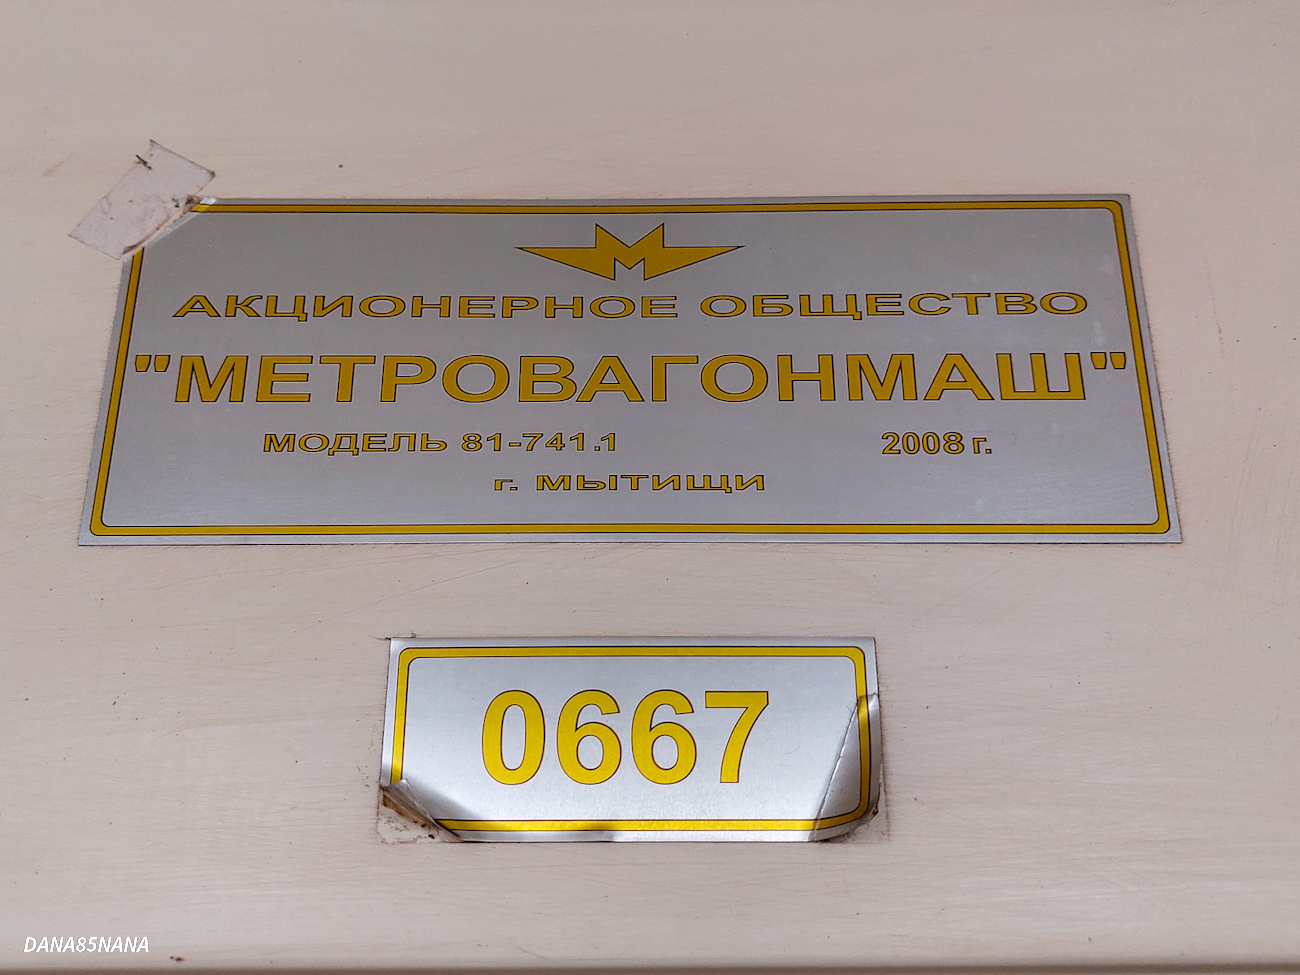 АКЦИОНЕРНОЕ ОБЩЕСТВО
"МЕТРОВАГОНМАШ"
МОДЕЛЬ 81-741.1 2008 г.
г. МЫТИЩИ
0667
DANA85NANA